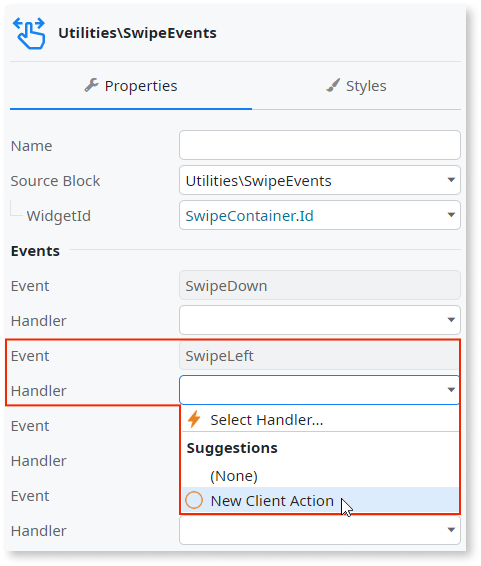 Utilities\SwipeEvents
Properties
Styles
Name
Source Block Utilities\SwipeEvents
WidgetId SwipeContainer.Id
Events
Event SwipeDown
Handler
Event SwipeLeft
Handler
Select Handler...
Event
Suggestions
Handler
(None)
Event
New Client Action
Handler